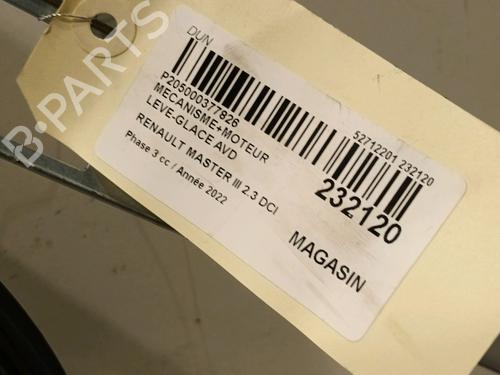 DUN
P205000377826
52712201 232120
MECANISME+MOTEUR
LEVE-GLACE AVD
RENAULT MASTER III 2.3 DCI
Phase 3 cc / Année 2022
232120
MAGASIN
B-PARTS